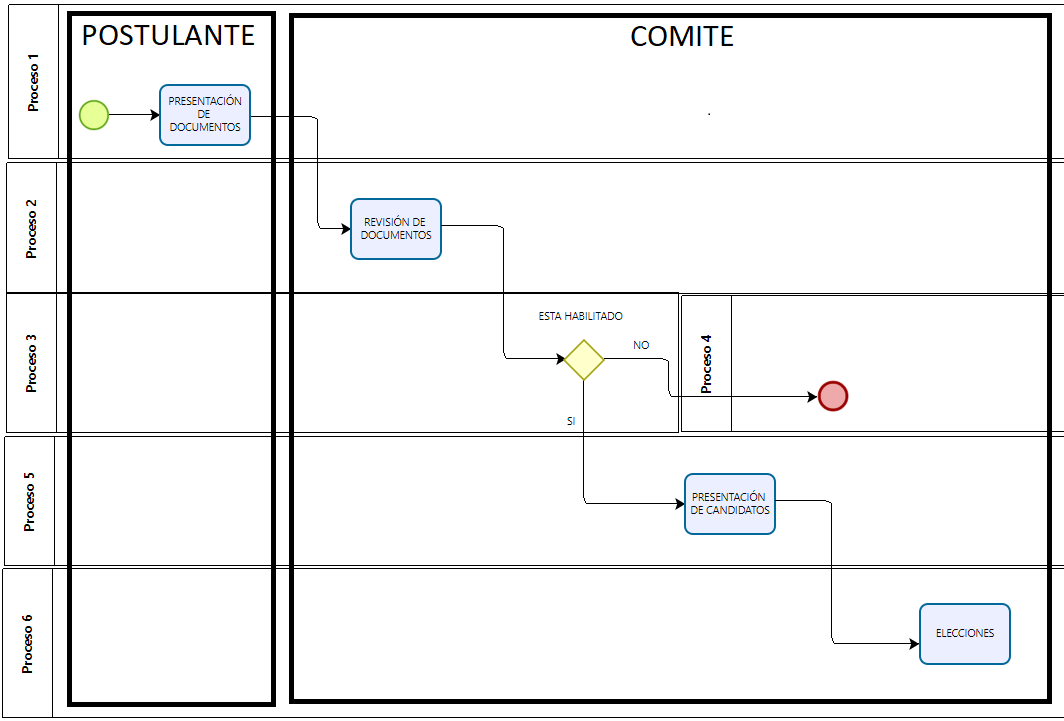 POSTULANTE
COMITE
Proceso 1
PRESENTACIÓN
DE
DOCUMENTOS
Proceso 2
REVISIÓN DE
DOCUMENTOS
Proceso 3
ESTA HABILITADO
NO
SI
Proceso 4
Proceso 5
PRESENTACIÓN
DE CANDIDATOS
Proceso 6
ELECCIONES